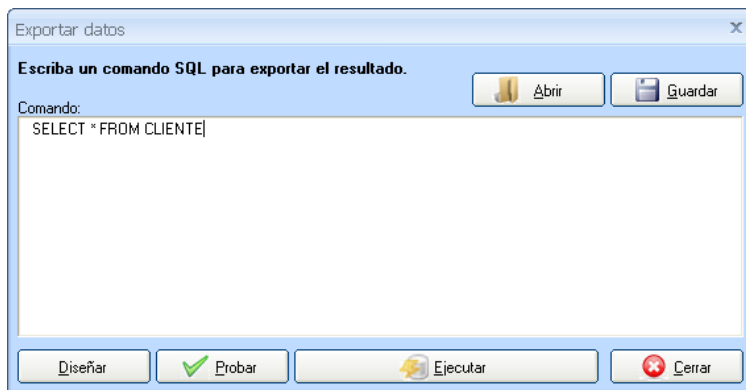 Exportar datos
Escriba un comando SQL para exportar el resultado.
Abrir
Guardar
Comando:
SELECT * FROM CLIENTE
Diseñar
Probar
Ejecutar
Cerrar